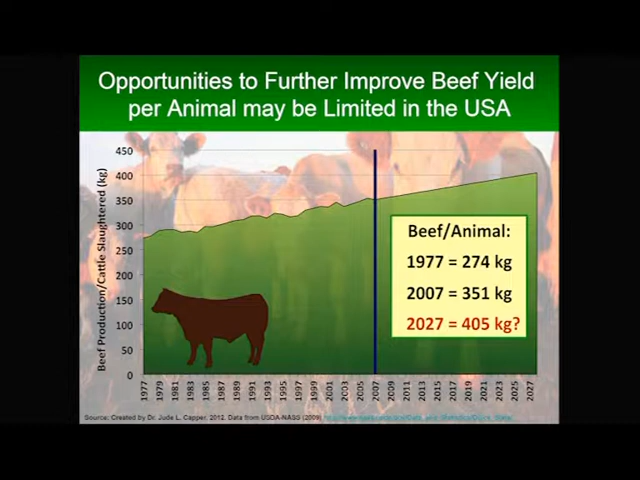 Opportunities to Further Improve Beef Yield
per Animal may be Limited in the USA
Beef Production/Cattle Slaughtered (kg)
450
400
350
300
250
200
150
100
50
0
Beef/Animal:
1977 = 274 kg
2007 = 351 kg
2027 = 405 kg?
1977 1979 1981 1983 1985 1987 1989 1991 1993 1995 1997 1999 2001 2003 2005 2007 2009 2011 2013 2015 2017 2019 2021 2023 2025 2027
Source: Created by Dr. Jude L. Capper, 2012. Data from USDA-NASS (2009)